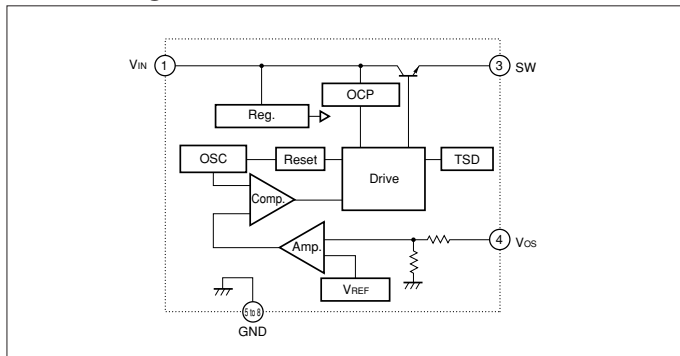 VIN 1
3 SW
OCP
Reg.
OSC
Reset
Drive
TSD
Comp.
Amp.
4 VOS
VREF
5 to 8
GND